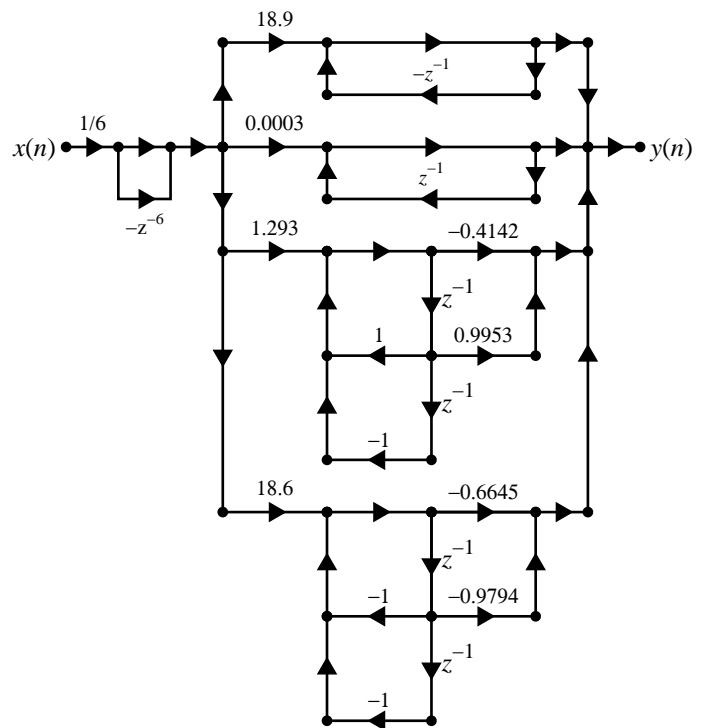 18.9
−z⁻¹
1/6
0.0003
x(n)
y(n)
z⁻¹
−z⁻⁶
1.293
−0.4142
z⁻¹
1
0.9953
z⁻¹
−1
18.6
−0.6645
z⁻¹
−1
−0.9794
z⁻¹
−1